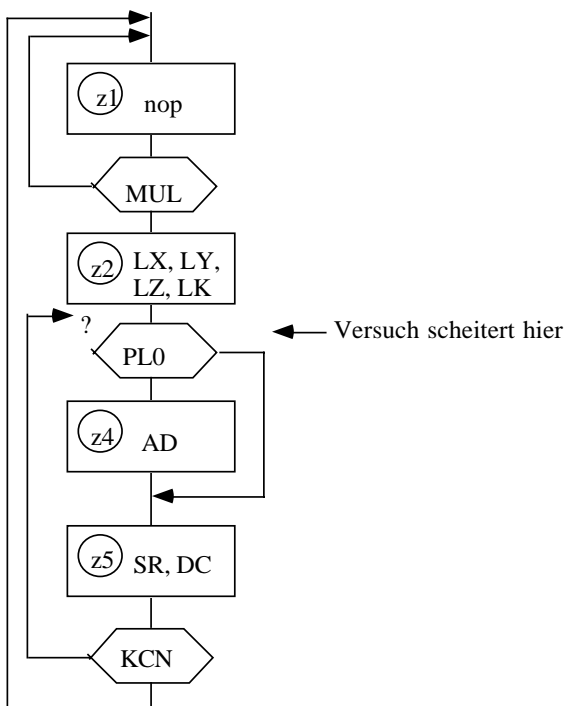 z1 nop
MUL
z2 LX, LY,
LZ, LK
?
Versuch scheitert hier
PL0
z4 AD
z5 SR, DC
KCN